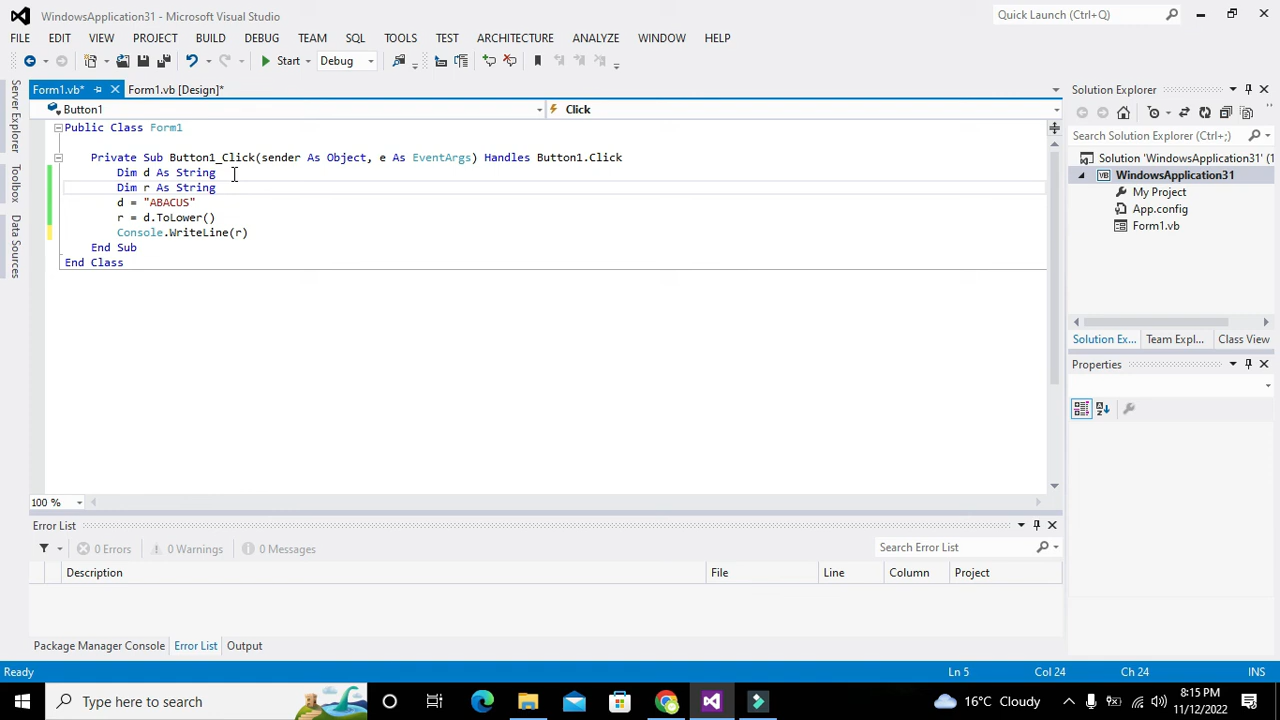 WindowsApplication31 - Microsoft Visual Studio
Quick Launch (Ctrl+Q)
FILE EDIT VIEW PROJECT BUILD DEBUG TEAM SQL TOOLS TEST ARCHITECTURE ANALYZE WINDOW HELP
Start Debug
Server Explorer
Toolbox
Data Sources
Form1.vb* Form1.vb [Design]*
Button1 Click
Public Class Form1
Private Sub Button1_Click(sender As Object, e As EventArgs) Handles Button1.Click
Dim d As String
Dim r As String
d = "ABACUS"
r = d.ToLower()
Console.WriteLine(r)
End Sub
End Class
100 %
Solution Explorer
Search Solution Explorer (Ctrl+;)
Solution 'WindowsApplication31' 
WindowsApplication31
My Project
App.config
Form1.vb
Solution Ex... Team Expl... Class View
Properties
Error List
0 Errors 0 Warnings 0 Messages Search Error List
Description File Line Column Project
Package Manager Console Error List Output
Ready Ln 5 Col 24 Ch 24 INS
Type here to search
16°C Cloudy
8:15 PM
11/12/2022